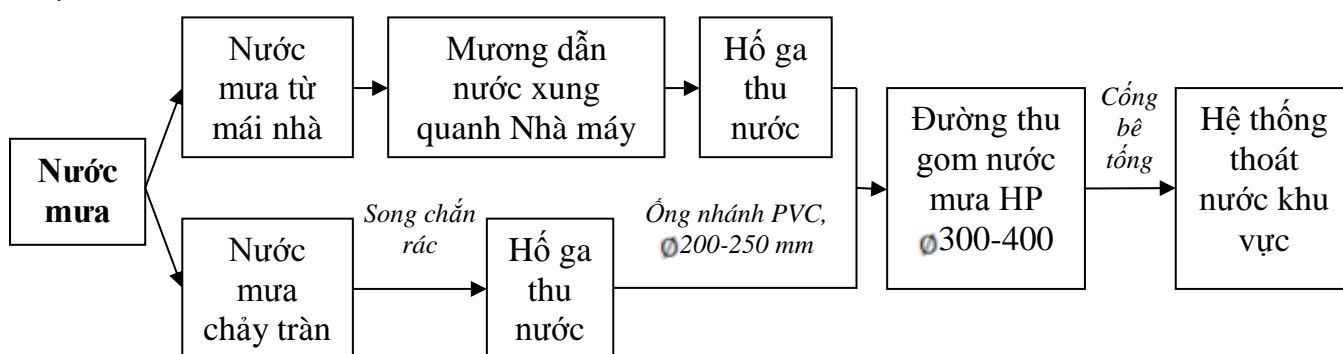 Nước
mưa
Nước
mưa từ
mái nhà
Mương dẫn
nước xung
quanh Nhà máy
Hố ga
thu
nước
Nước
mưa
chảy tràn
Song chắn
rác
Hố ga
thu
nước
Ống nhánh PVC,
Ø200-250 mm
Đường thu
gom nước
mưa HP
Ø300-400
Cống
bê
tống
Hệ thống
thoát
nước khu
vực